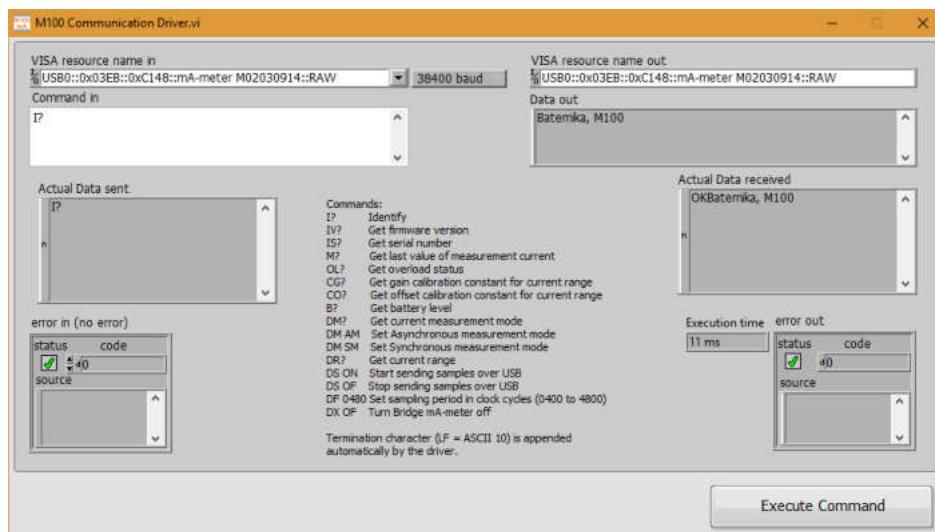 M100 Communication Driver.vi
VISA resource name in
USB0::0x03EB::0xC148::mA-meter M02030914::RAW
38400 baud
VISA resource name out
USB0::0x03EB::0xC148::mA-meter M02030914::RAW
Command in
I?
Data out
Batemika, M100
Actual Data sent
I?
n
Actual Data received
OKBatemika, M100
n
Commands:
I? Identify
IV? Get firmware version
IS? Get serial number
M? Get last value of measurement current
OL? Get overload status
CG? Get gain calibration constant for current range
CO? Get offset calibration constant for current range
B? Get battery level
DM? Get current measurement mode
DM AM Set Asynchronous measurement mode
DM SM Set Synchronous measurement mode
DR? Get current range
DS ON Start sending samples over USB
DS OF Stop sending samples over USB
DF 0480 Set sampling period in clock cycles (0400 to 4800)
DX OF Turn Bridge mA-meter off
Termination character (LF = ASCII 10) is appended
automatically by the driver.
error in (no error)
status code
d0
source
Execution time
11 ms
error out
status code
d0
source
Execute Command